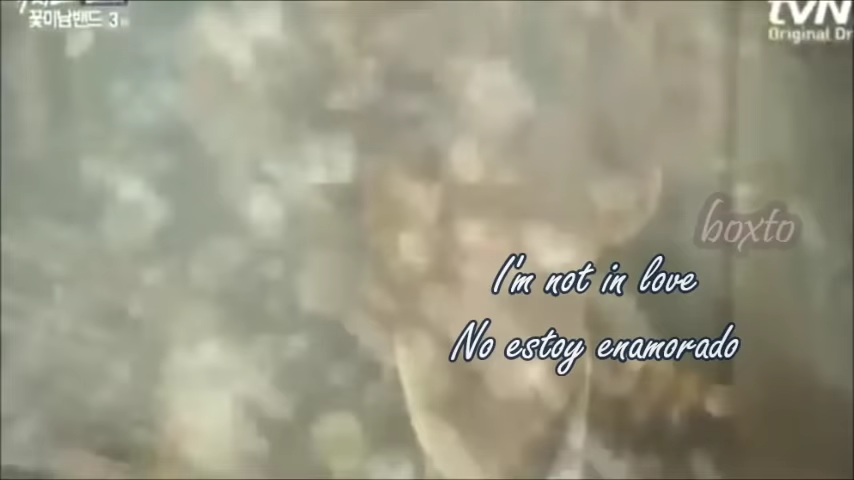 꽃미남밴드 3
tvN
Original Dr
boxto
I'm not in love
No estoy enamorado